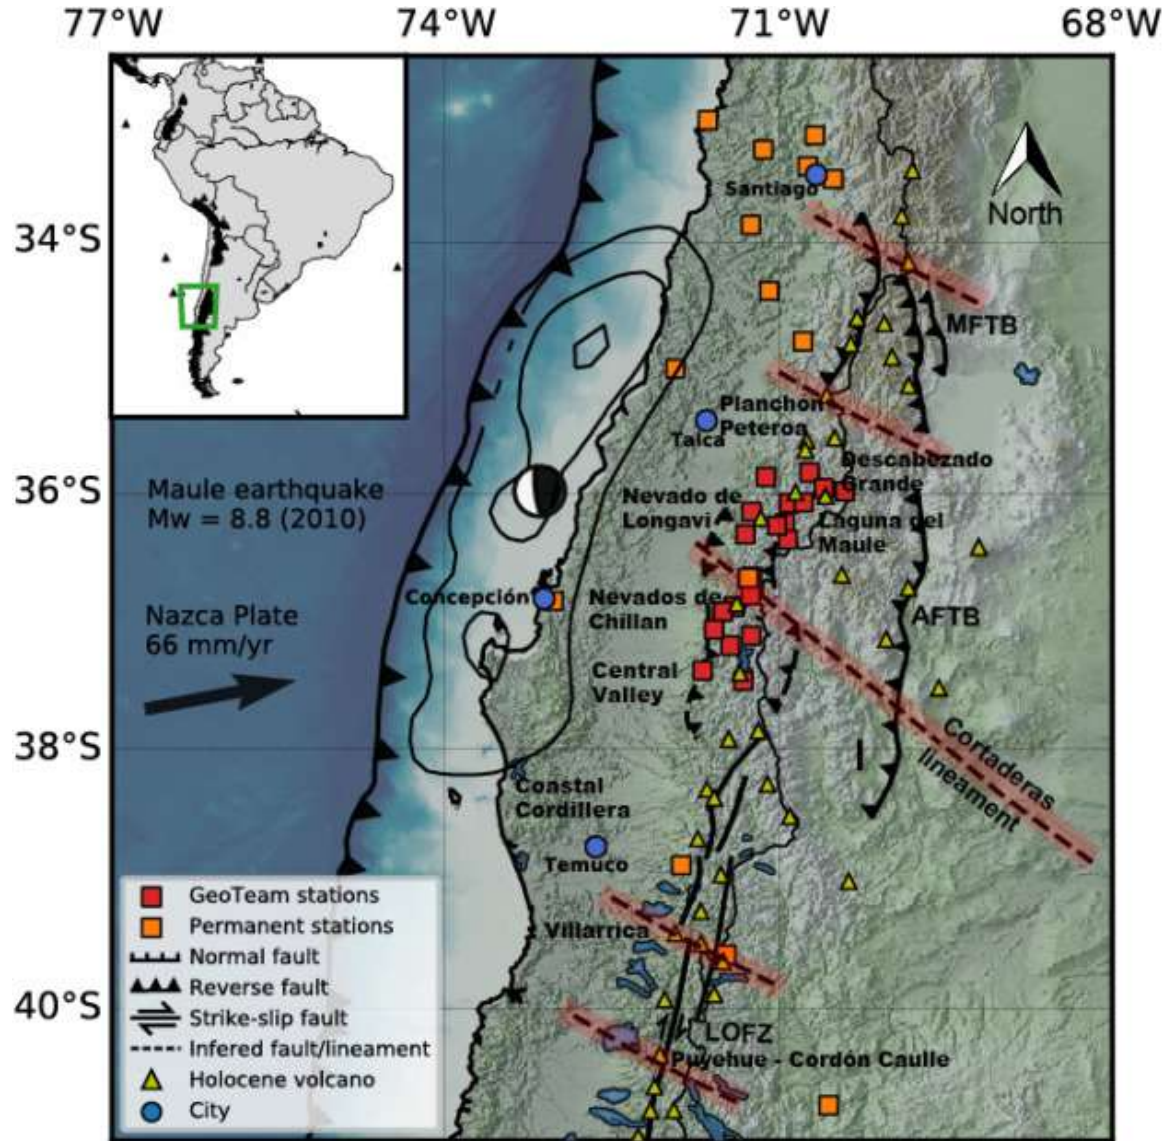 77°W 74°W 71°W 68°W
Santiago
North
34°S
MFTB
Planchon
Peteroa
Talca
Descabezado
Grande
36°S
Maule earthquake
Mw = 8.8 (2010)
Nevado de
Longavi
Laguna del
Maule
Concepción
Nevados de
Chillan
Nazca Plate
66 mm/yr
AFTB
Central
Valley
Cortaderas
lineament
38°S
Coastal
Cordillera
Temuco
GeoTeam stations
Permanent stations
Normal fault
Reverse fault
Strike-slip fault
Infered fault/lineament
Holocene volcano
City
Villarrica
40°S
LOFZ
Puyehue - Cordón Caulle